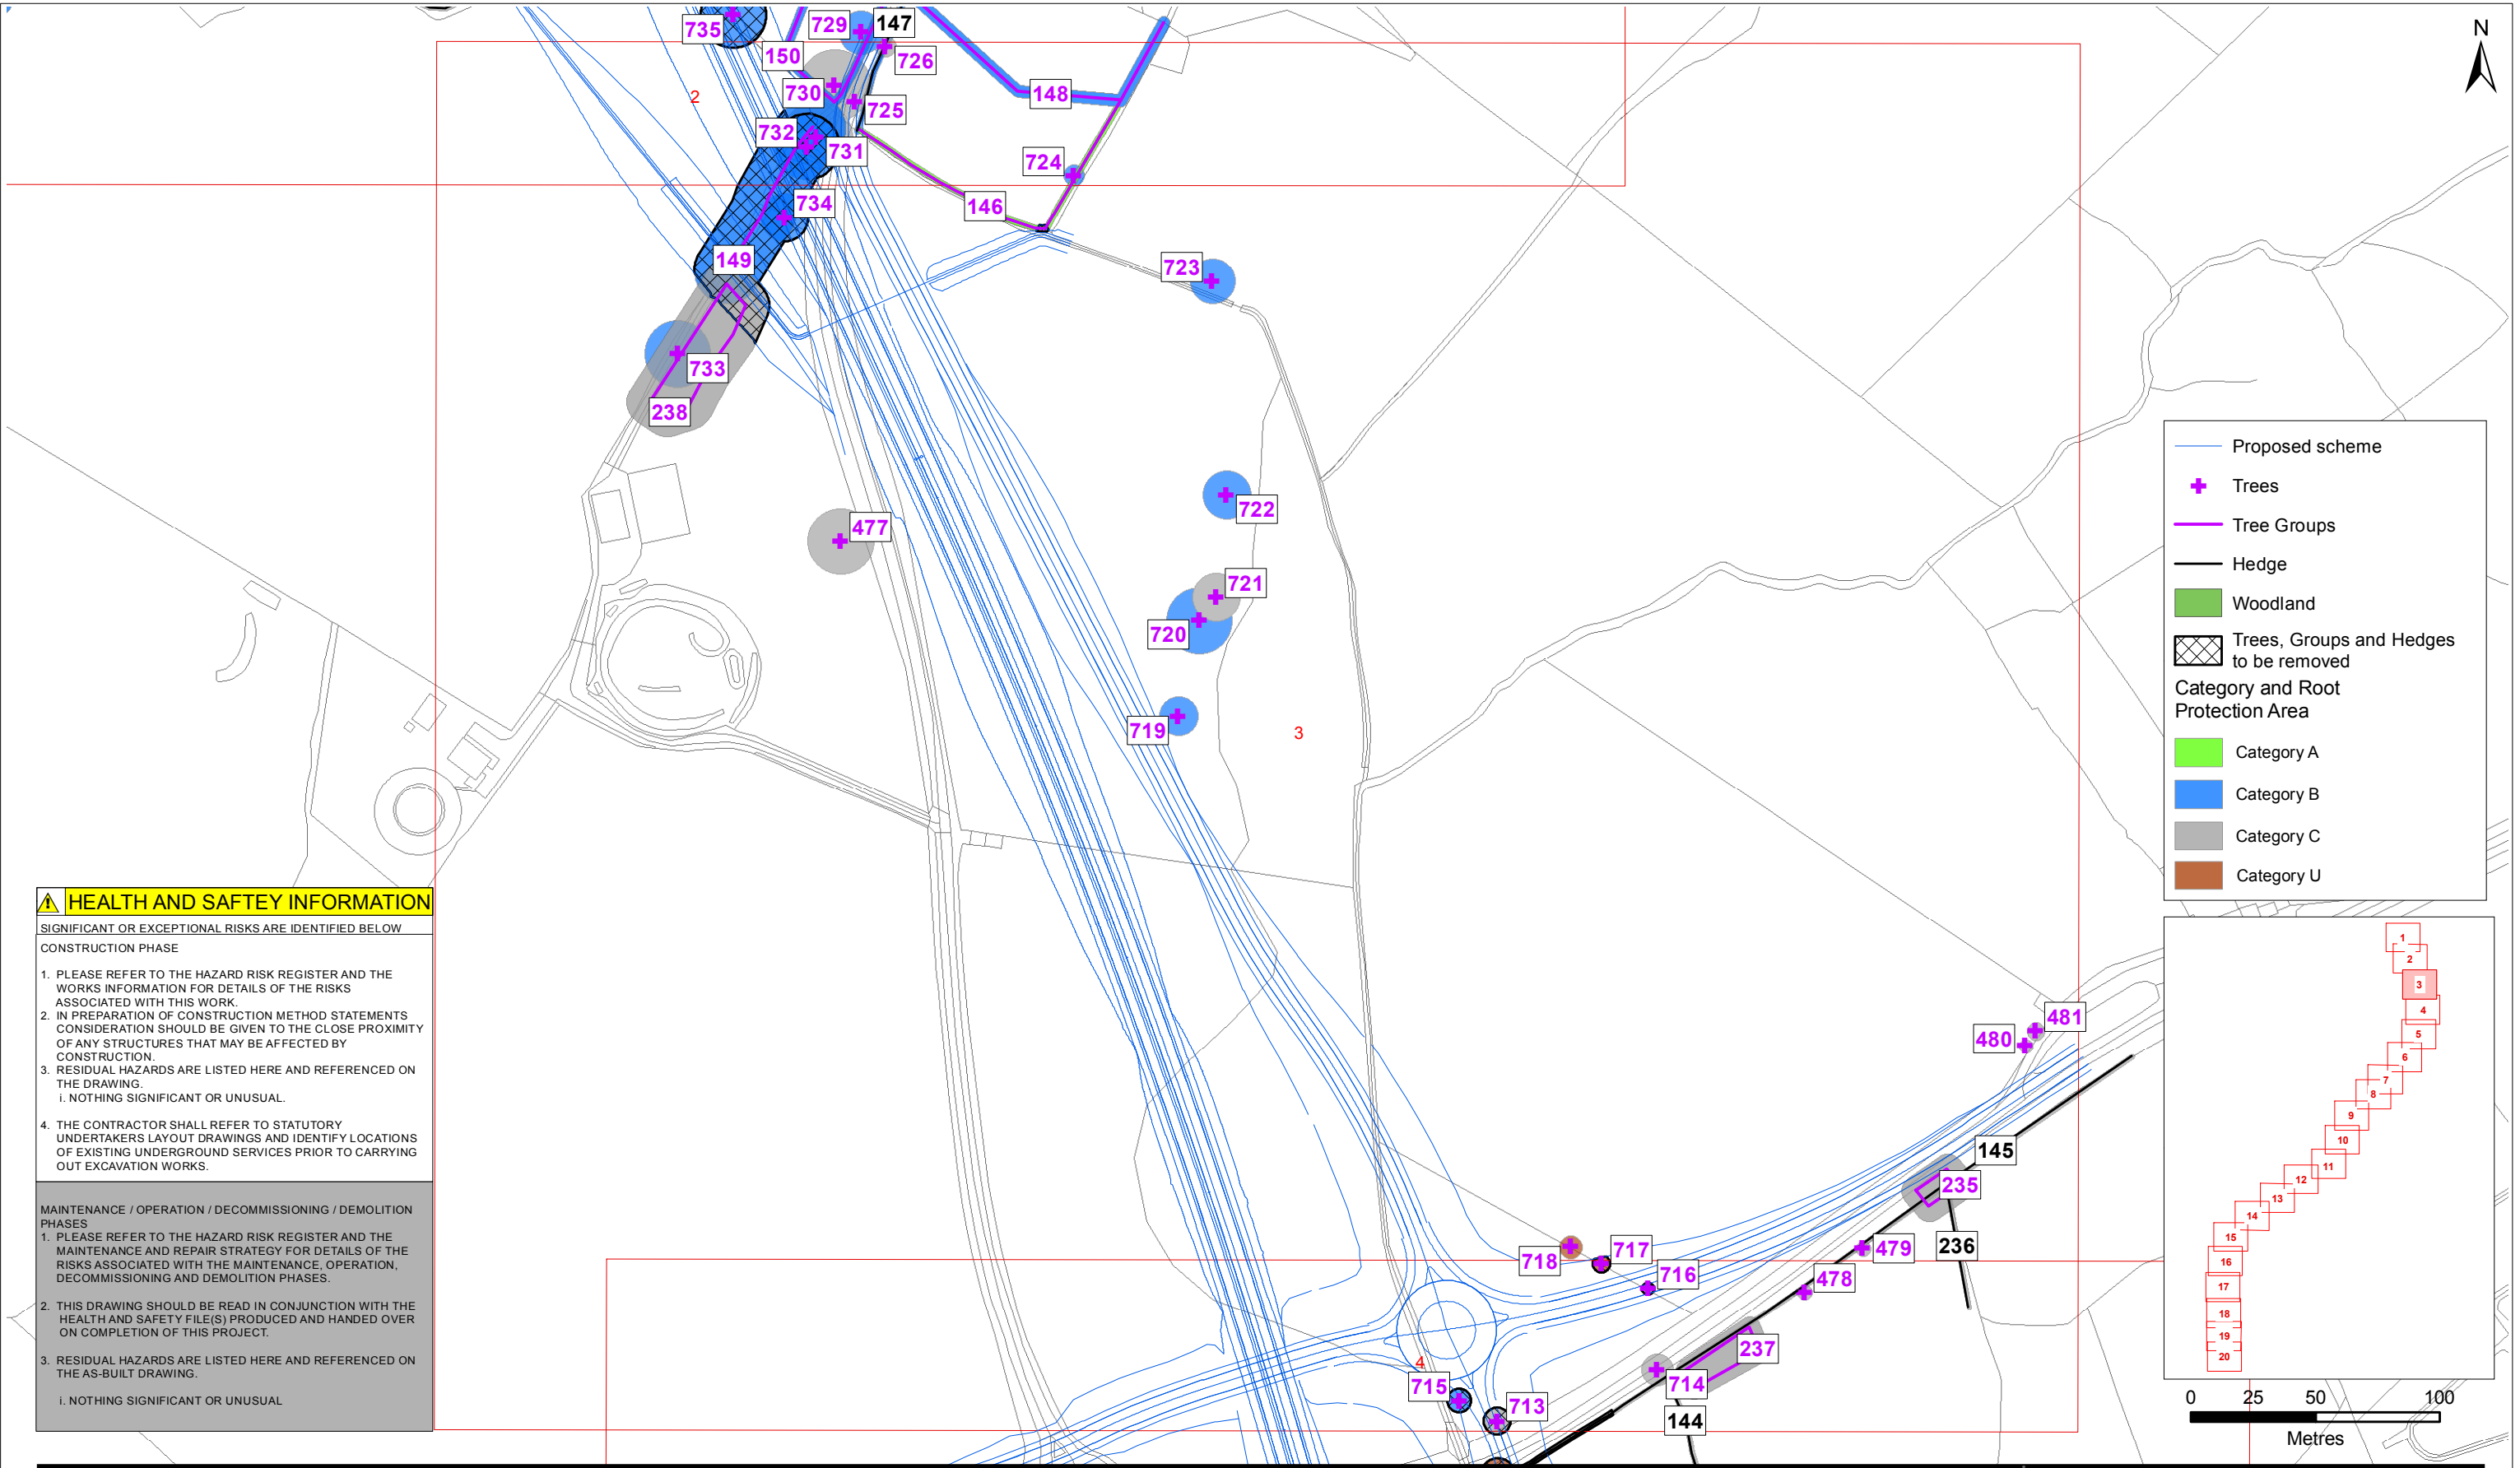 735
729
147
N
150
726
730
148
2
725
732
731
724
734
146
149
723
733
238
722
477
721
720
719
3
481
480
145
235
236
718
717
716
479
478
4
237
715
714
713
144
Proposed scheme
Trees
Tree Groups
Hedge
Woodland
Trees, Groups and Hedges
to be removed
Category and Root
Protection Area
Category A
Category B
Category C
Category U
1
2
3
4
5
6
7
8
9
10
11
12
13
14
15
16
17
18
19
20
0 25 50 100
Metres
HEALTH AND SAFTEY INFORMATION
SIGNIFICANT OR EXCEPTIONAL RISKS ARE IDENTIFIED BELOW
CONSTRUCTION PHASE
1. PLEASE REFER TO THE HAZARD RISK REGISTER AND THE
WORKS INFORMATION FOR DETAILS OF THE RISKS
ASSOCIATED WITH THIS WORK.
2. IN PREPARATION OF CONSTRUCTION METHOD STATEMENTS
CONSIDERATION SHOULD BE GIVEN TO THE CLOSE PROXIMITY
OF ANY STRUCTURES THAT MAY BE AFFECTED BY
CONSTRUCTION.
3. RESIDUAL HAZARDS ARE LISTED HERE AND REFERENCED ON
THE DRAWING.
i. NOTHING SIGNIFICANT OR UNUSUAL.
4. THE CONTRACTOR SHALL REFER TO STATUTORY
UNDERTAKERS LAYOUT DRAWINGS AND IDENTIFY LOCATIONS
OF EXISTING UNDERGROUND SERVICES PRIOR TO CARRYING
OUT EXCAVATION WORKS.
MAINTENANCE / OPERATION / DECOMMISSIONING / DEMOLITION
PHASES
1. PLEASE REFER TO THE HAZARD RISK REGISTER AND THE
MAINTENANCE AND REPAIR STRATEGY FOR DETAILS OF THE
RISKS ASSOCIATED WITH THE MAINTENANCE, OPERATION,
DECOMMISSIONING AND DEMOLITION PHASES.
2. THIS DRAWING SHOULD BE READ IN CONJUNCTION WITH THE
HEALTH AND SAFETY FILE(S) PRODUCED AND HANDED OVER
ON COMPLETION OF THIS PROJECT.
3. RESIDUAL HAZARDS ARE LISTED HERE AND REFERENCED ON
THE AS-BUILT DRAWING.
i. NOTHING SIGNIFICANT OR UNUSUAL